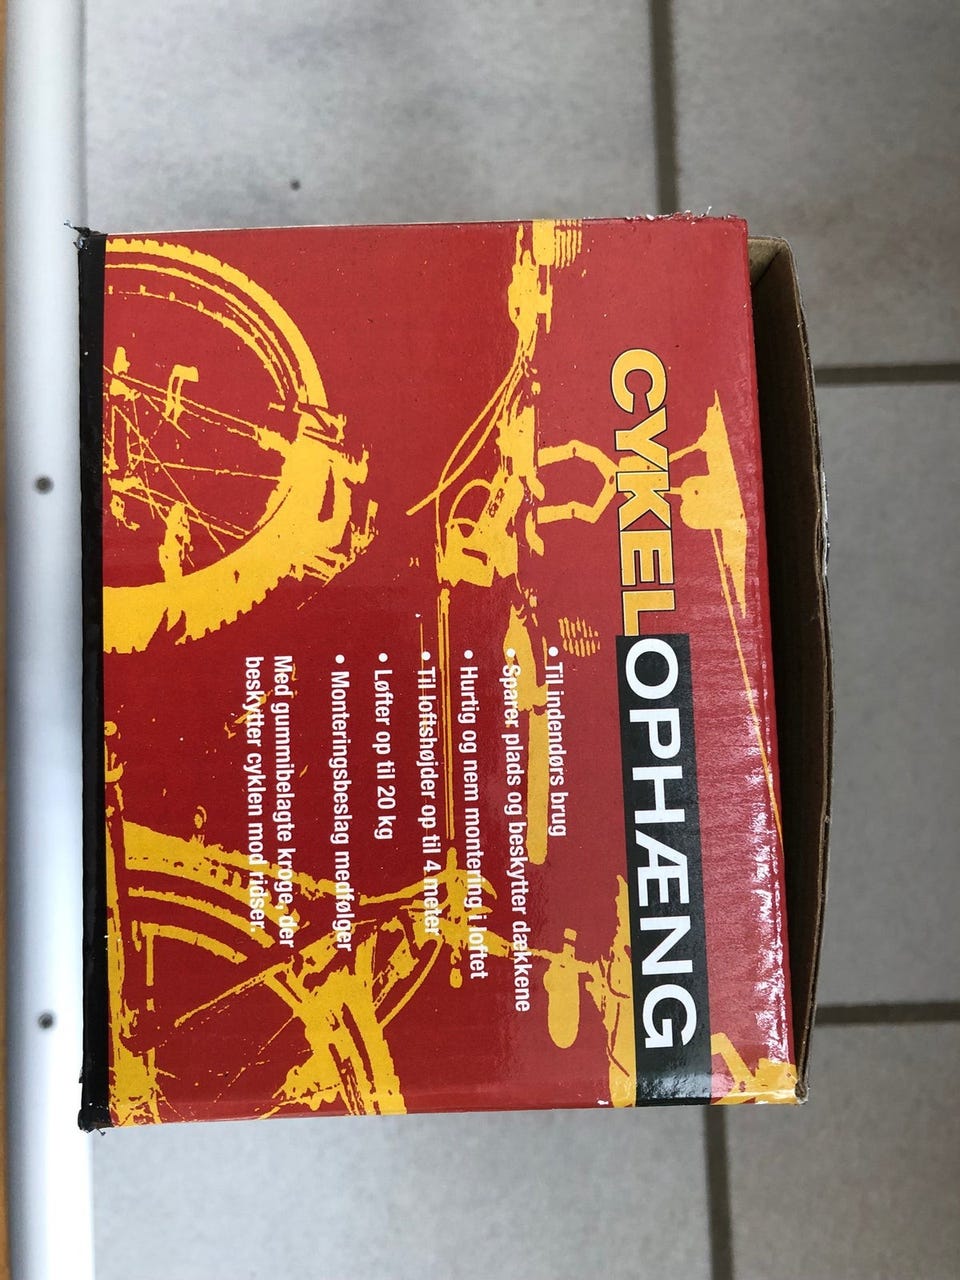 CYKELOPHÆNG
• Til indendørs brug
• Sparer plads og beskytter dækkene
• Hurtig og nem montering i loftet
• Til loftshøjder op til 4 meter
• Løfter op til 20 kg
• Monteringsbeslag medfølger
Med gummibelagte kroge, der
beskytter cyklen mod ridser.